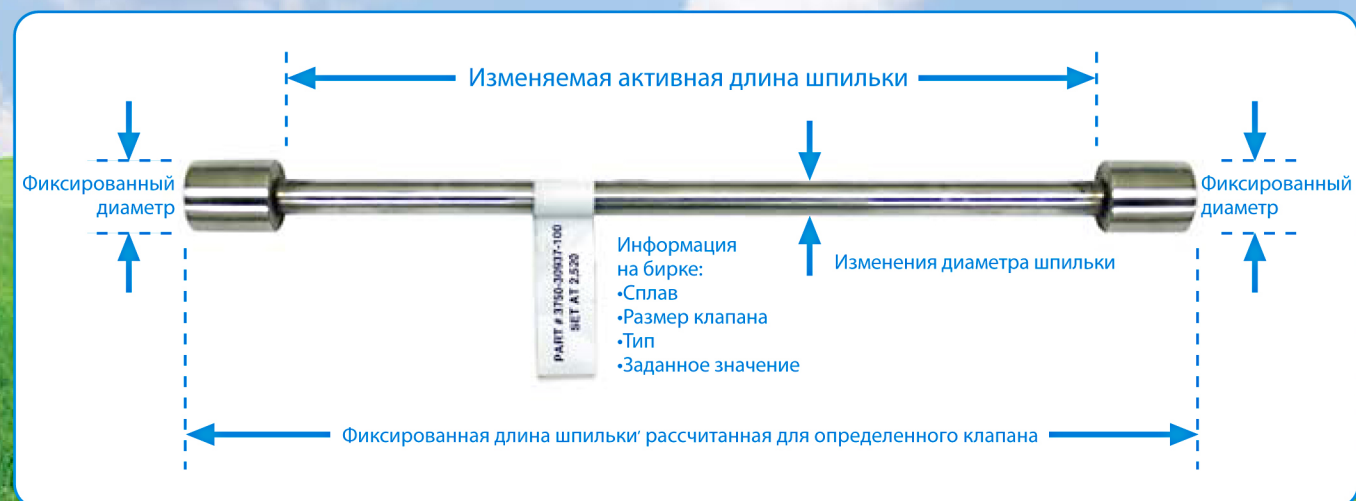 Изменяемая активная длина шпильки
Фиксированный
диаметр
Фиксированный
диаметр
PART # 3750-30937-100
SET AT 2,520
Информация
на бирке:
•Сплав
•Размер клапана
•Тип
•Заданное значение
Изменения диаметра шпильки
Фиксированная длина шпильки' рассчитанная для определенного клапана